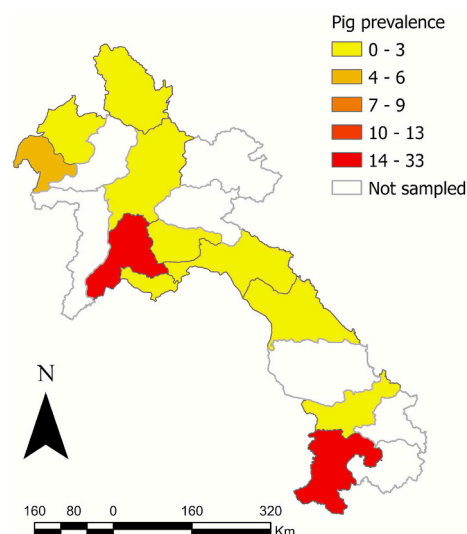 Pig prevalence
0 - 3
4 - 6
7 - 9
10 - 13
14 - 33
Not sampled
N
160 80 0 160 320
Km